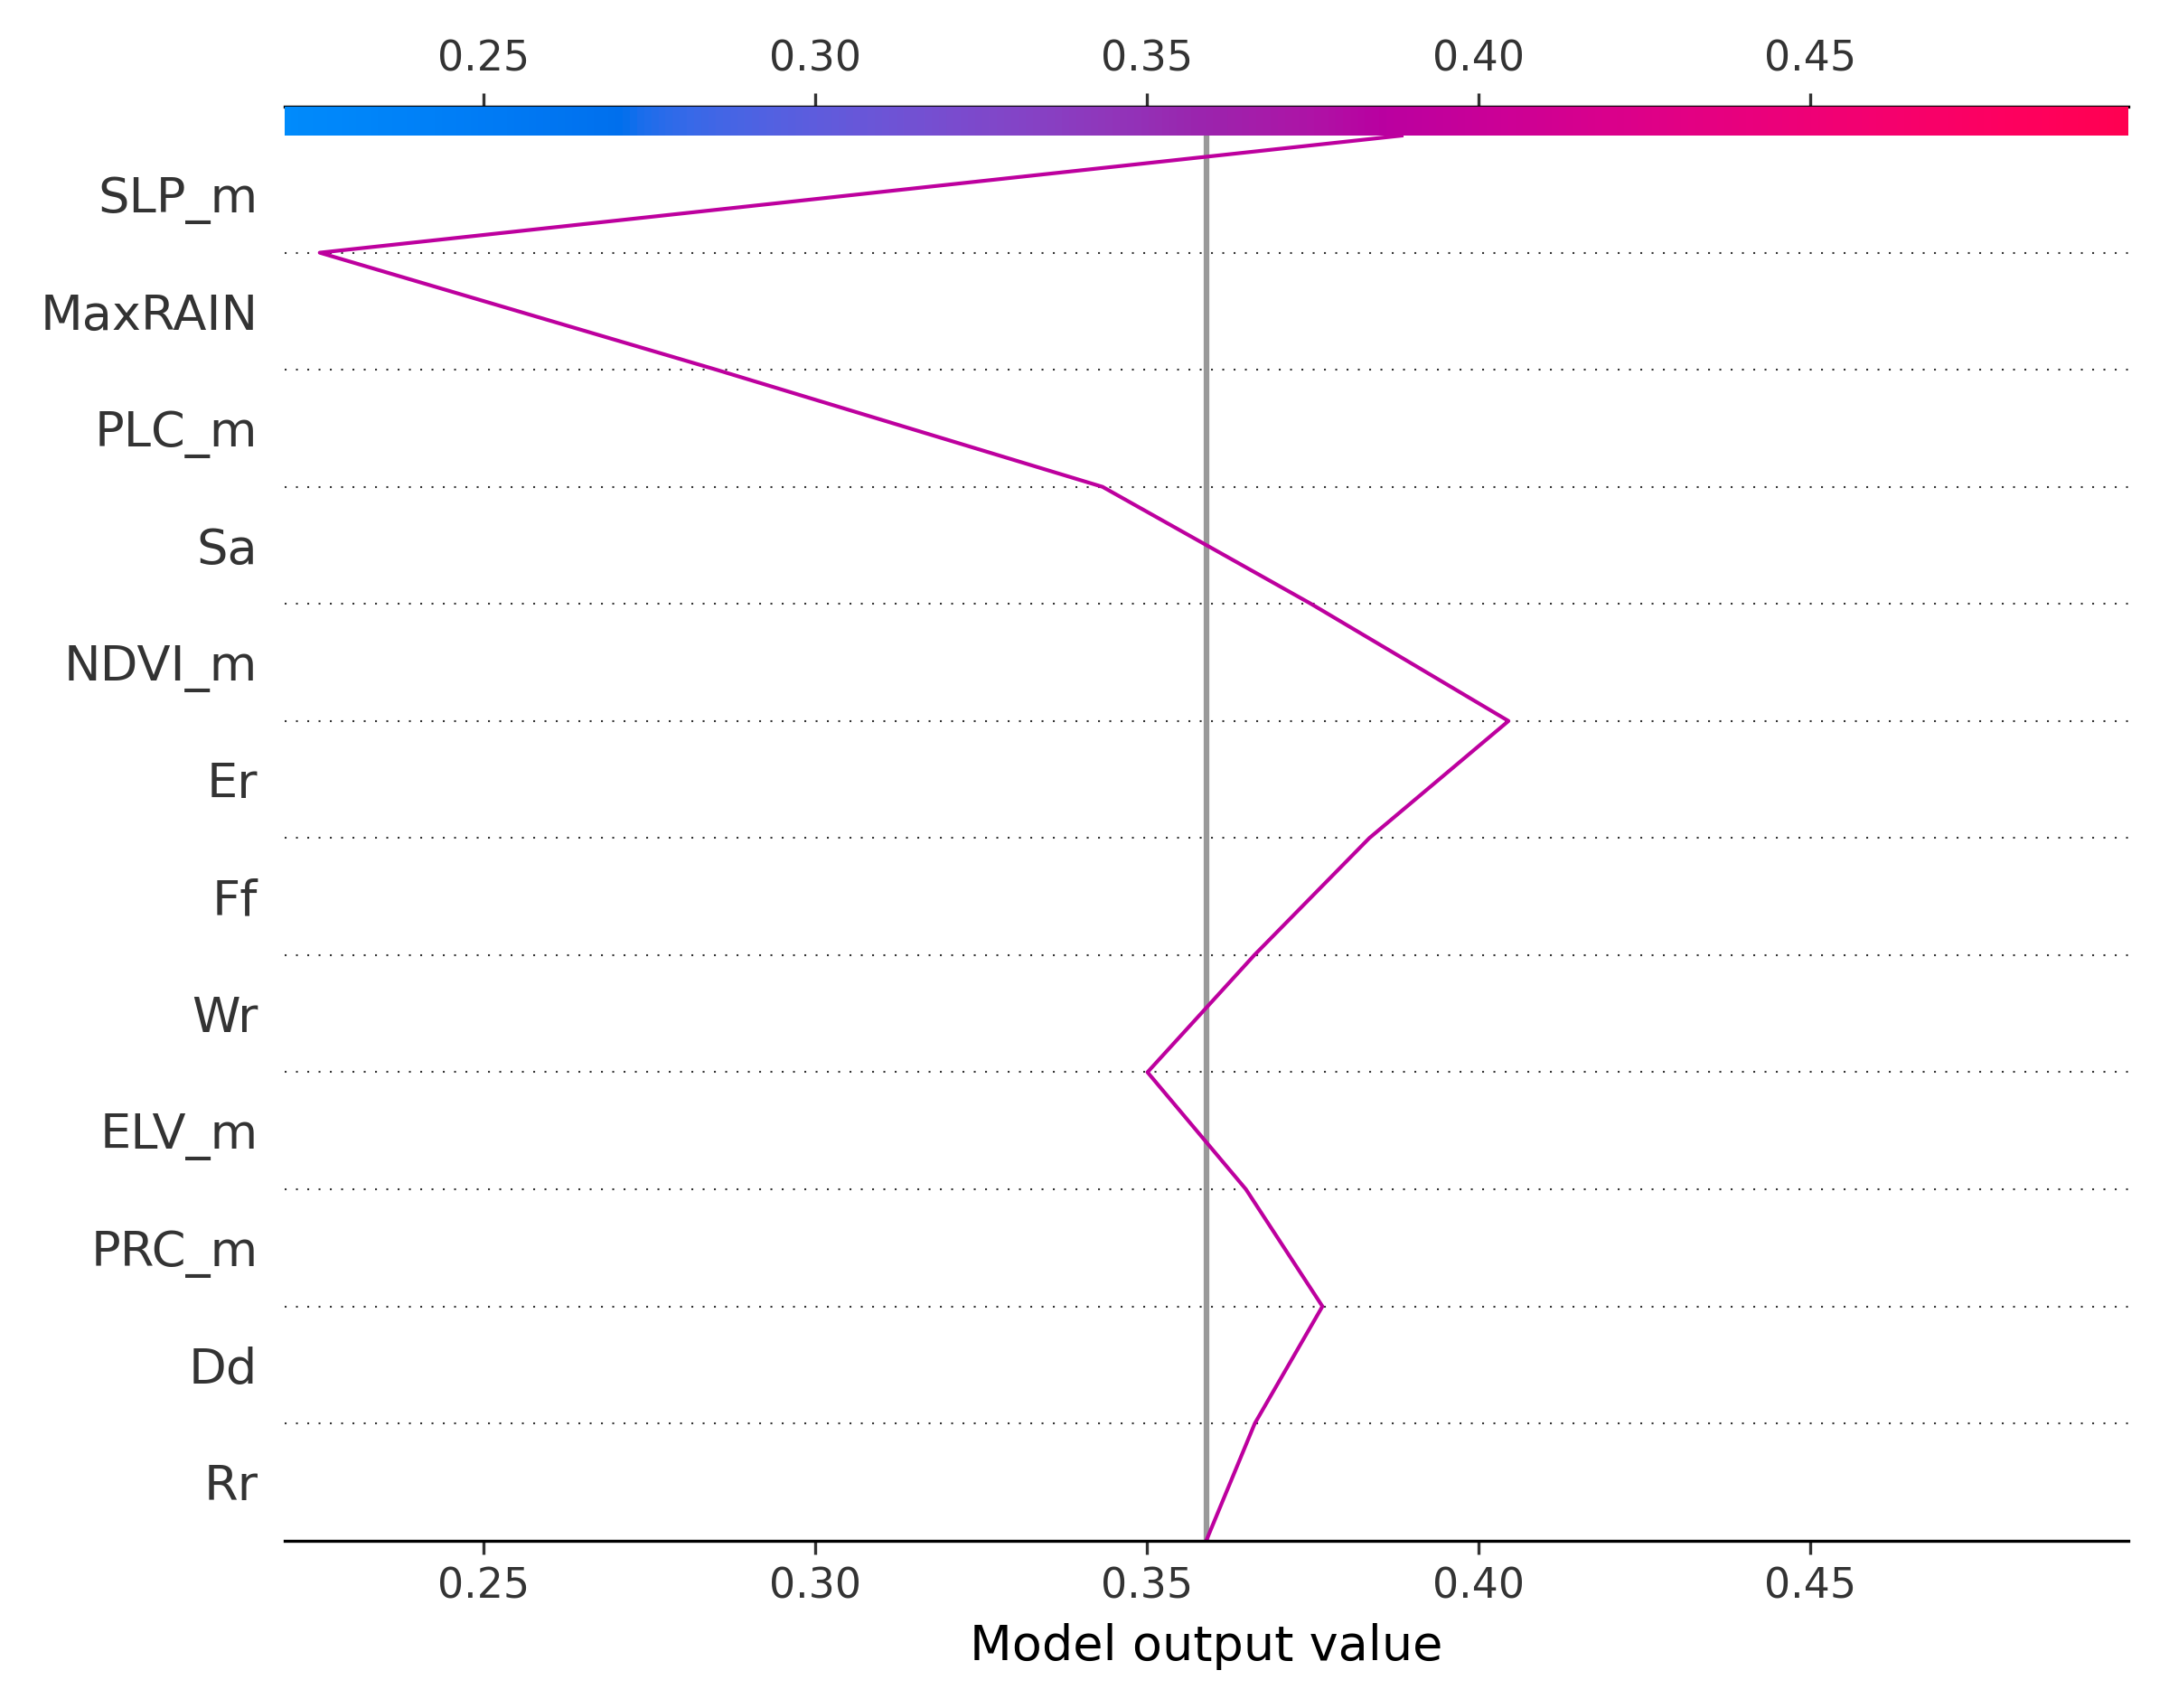 0.25 0.30 0.35 0.40 0.45
SLP_m
MaxRAIN
PLC_m
Sa
NDVI_m
Er
Ff
Wr
ELV_m
PRC_m
Dd
Rr
0.25 0.30 0.35 0.40 0.45
Model output value